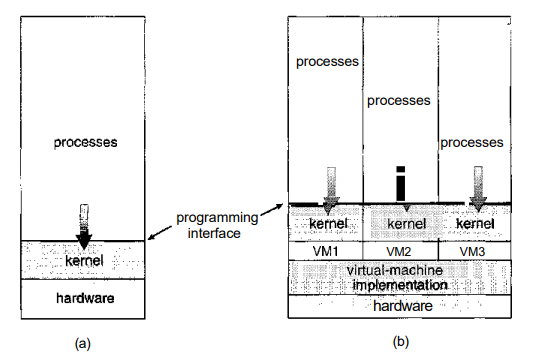 processes
kernel
hardware
(a)
programming
interface
processes
processes
processes
kernel
kernel
kernel
VM1
VM2
VM3
virtual-machine
implementation
hardware
(b)